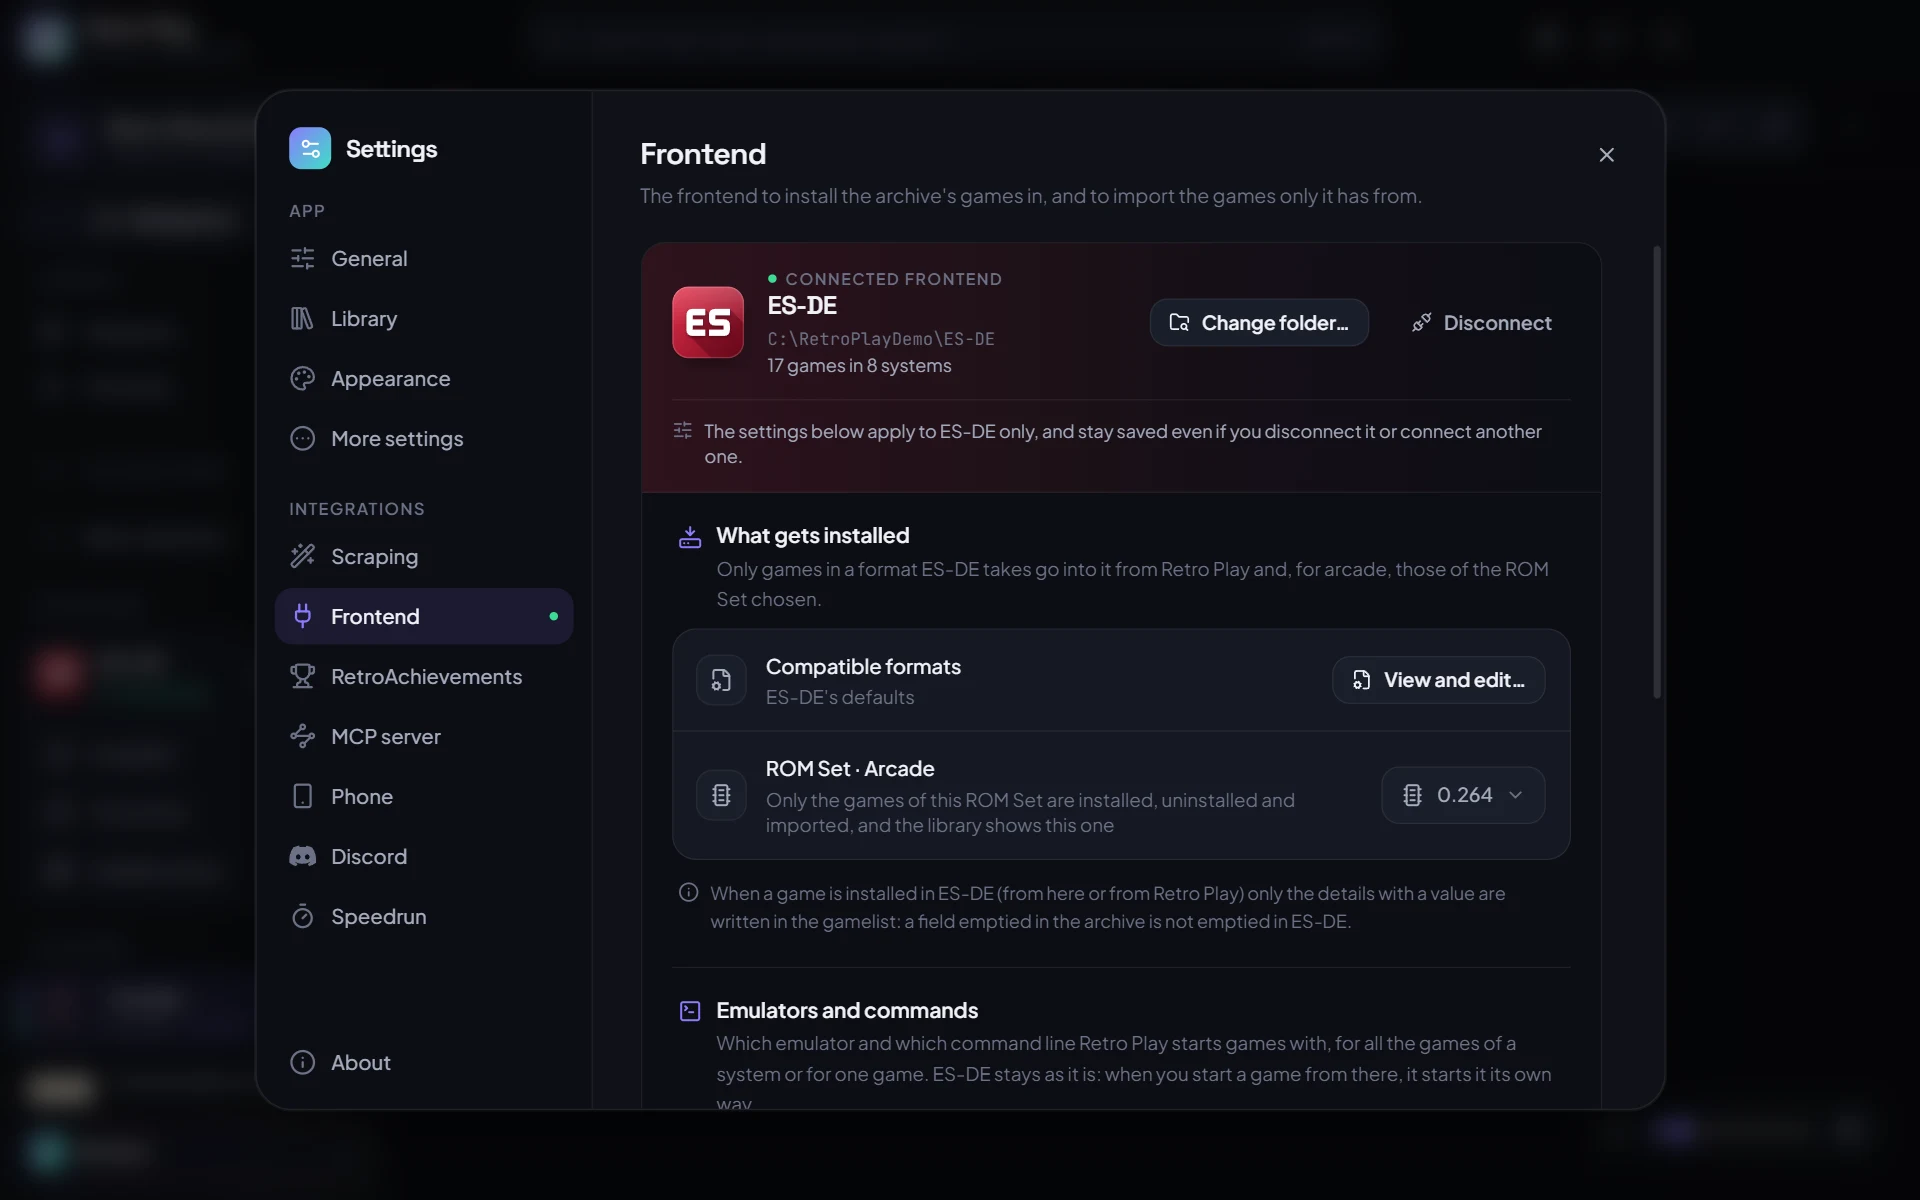 Settings
APP
General
Library
Appearance
More settings
INTEGRATIONS
Scraping
Frontend
RetroAchievements
MCP server
Phone
Discord
Speedrun
About
Frontend
The frontend to install the archive's games in, and to import the games only it has from.
ES
CONNECTED FRONTEND
ES-DE
C:\RetroPlayDemo\ES-DE
17 games in 8 systems
Change folder...
Disconnect
The settings below apply to ES-DE only, and stay saved even if you disconnect it or connect another
one.
What gets installed
Only games in a format ES-DE takes go into it from Retro Play and, for arcade, those of the ROM
Set chosen.
Compatible formats
ES-DE's defaults
View and edit...
ROM Set · Arcade
Only the games of this ROM Set are installed, uninstalled and
imported, and the library shows this one
0.264
When a game is installed in ES-DE (from here or from Retro Play) only the details with a value are
written in the gamelist: a field emptied in the archive is not emptied in ES-DE.
Emulators and commands
Which emulator and which command line Retro Play starts games with, for all the games of a
system or for one game. ES-DE stays as it is: when you start a game from there, it starts it its own
way.